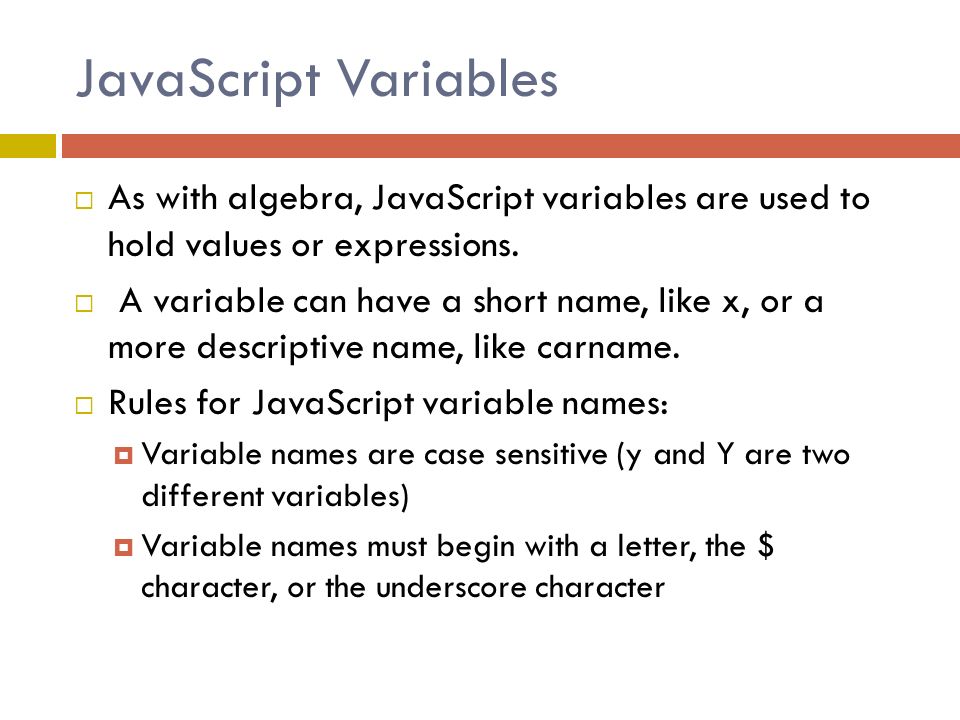 JavaScript Variables
As with algebra, JavaScript variables are used to
hold values or expressions.
A variable can have a short name, like x, or a
more descriptive name, like carname.
Rules for JavaScript variable names:
Variable names are case sensitive (y and Y are two
different variables)
Variable names must begin with a letter, the $
character, or the underscore character